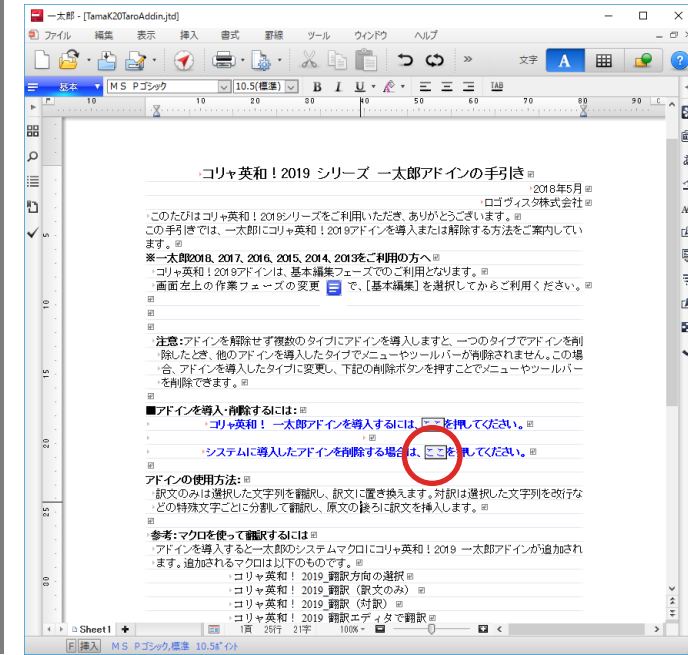 一太郎 - [TamaK20TaroAddin.jtd]
ファイル 編集 表示 挿入 書式 罫線 ツール ウィンドウ ヘルプ
» 文字 A
基本 ＭＳ Ｐゴシック 10.5(標準) B I U TAB
10 10 20 30 40 50 60 70 80 90
コリャ英和！2019 シリーズ 一太郎アドインの手引き
2018年5月
ロゴヴィスタ株式会社
このたびはコリャ英和！2019シリーズをご利用いただき、ありがとうございます。
この手引きでは、一太郎にコリャ英和！2019アドインを導入または解除する方法をご案内してい
ます。
※一太郎2018、2017、2016、2015、2014、2013をご利用の方へ
コリャ英和！2019アドインは、基本編集フェーズでのご利用となります。
画面左上の作業フェーズの変更 で、[基本編集]を選択してからご利用ください。
注意:アドインを解除せず複数のタイプにアドインを導入しますと、一つのタイプでアドインを削
除したとき、他のアドインを導入したタイプでメニューやツールバーが削除されません。この場
合、アドインを導入したタイプに変更し、下記の削除ボタンを押すことでメニューやツールバー
を削除できます。
■アドインを導入・削除するには:
コリャ英和！ 一太郎アドインを導入するには、ここを押してください。
システムに導入したアドインを削除する場合は、ここを押してください。
アドインの使用方法:
訳文のみは選択した文字列を翻訳し、訳文に置き換えます。対訳は選択した文字列を改行な
どの特殊文字ごとに分割して翻訳し、原文の後ろに訳文を挿入します。
参考:マクロを使って翻訳するには
アドインを導入すると一太郎のシステムマクロにコリャ英和！2019 一太郎アドインが追加され
ます。追加されるマクロは以下のものです。
コリャ英和！ 2019_翻訳方向の選択
コリャ英和！ 2019_翻訳（訳文のみ）
コリャ英和！ 2019_翻訳（対訳）
コリャ英和！ 2019 翻訳エディタで翻訳
Sheet1 1頁 25行 21字 100%
F 挿入 ＭＳ Ｐゴシック,標準 10.5ﾎﾟｲﾝﾄ